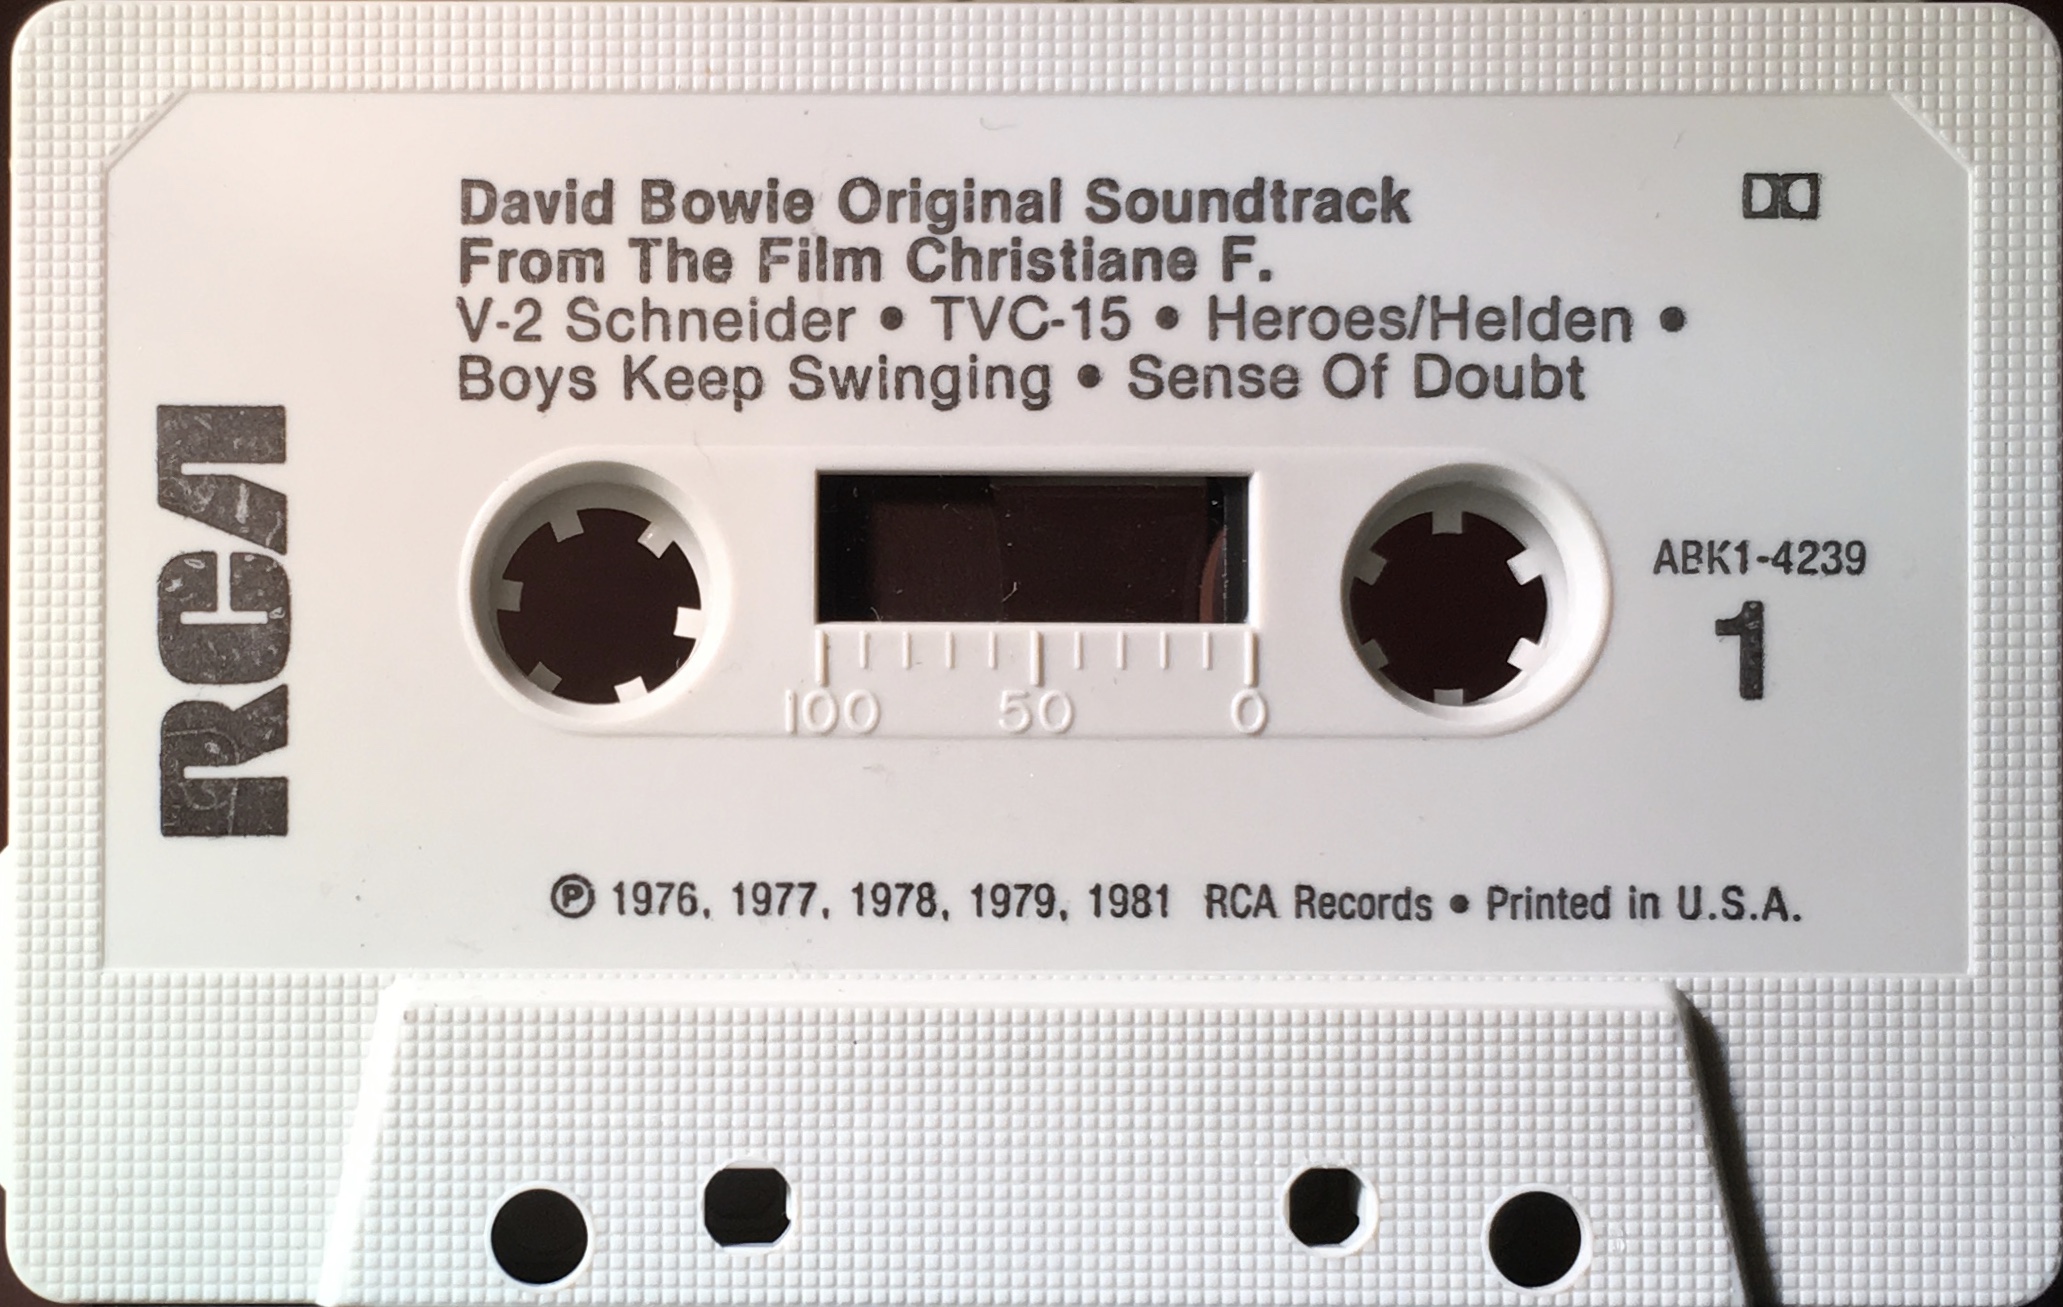 David Bowie Original Soundtrack
From The Film Christiane F.
V-2 Schneider • TVC-15 • Heroes/Helden •
Boys Keep Swinging • Sense Of Doubt
RCA
ABK1-4239
1
100 50 0
℗ 1976, 1977, 1978, 1979, 1981 RCA Records • Printed in U.S.A.